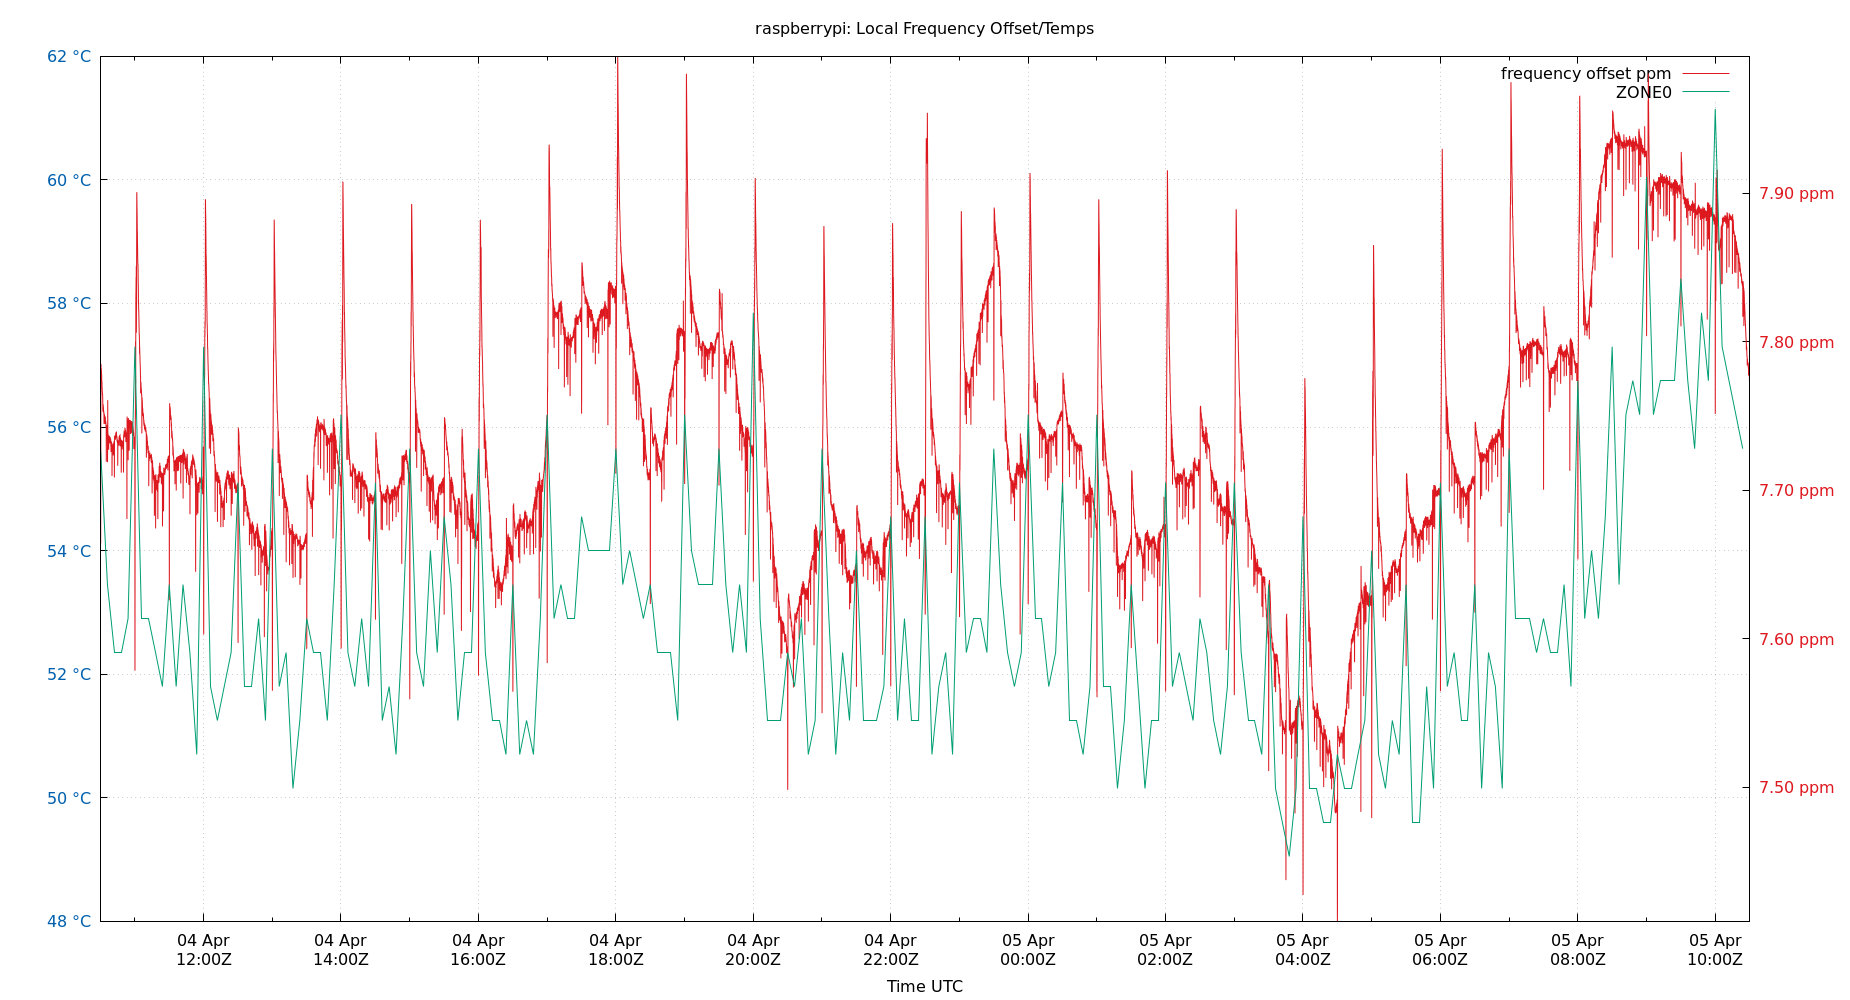 raspberrypi: Local Frequency Offset/Temps
62 °C
60 °C
58 °C
56 °C
54 °C
52 °C
50 °C
48 °C
frequency offset ppm
ZONE0
7.90 ppm
7.80 ppm
7.70 ppm
7.60 ppm
7.50 ppm
04 Apr
12:00Z
04 Apr
14:00Z
04 Apr
16:00Z
04 Apr
18:00Z
04 Apr
20:00Z
04 Apr
22:00Z
05 Apr
00:00Z
05 Apr
02:00Z
05 Apr
04:00Z
05 Apr
06:00Z
05 Apr
08:00Z
05 Apr
10:00Z
Time UTC